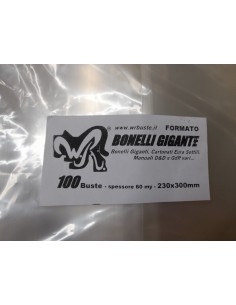 www.wrbuste.it FORMATO
WR ®
BONELLI GIGANTE
Bonelli Giganti, Cartonati Euro Sottili
Manuali D&D e GdR vari...
100 Buste - spessore 60 my - 230x300mm